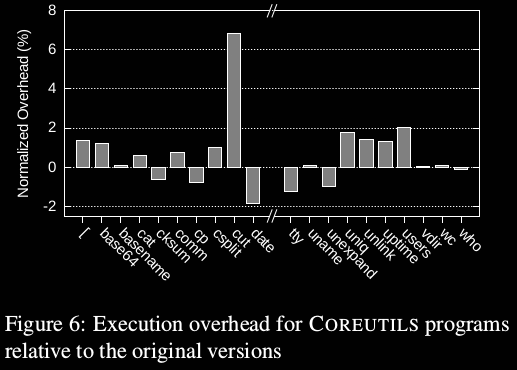 8
6
4
2
0
-2
Normalized Overhead (%)
[
base64
basename
cat
cksum
comm
cp
csplit
cut
date
tty
uname
unexpand
uniq
unlink
uptime
users
vdir
wc
who
Figure 6: Execution overhead for COREUTILS programs
relative to the original versions